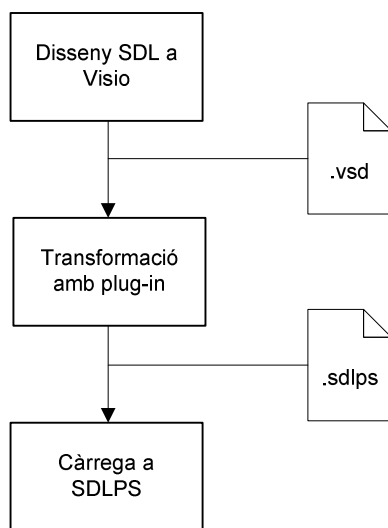 Disseny SDL a
Visio
.vsd
Transformació
amb plug-in
.sdlps
Càrrega a
SDLPS